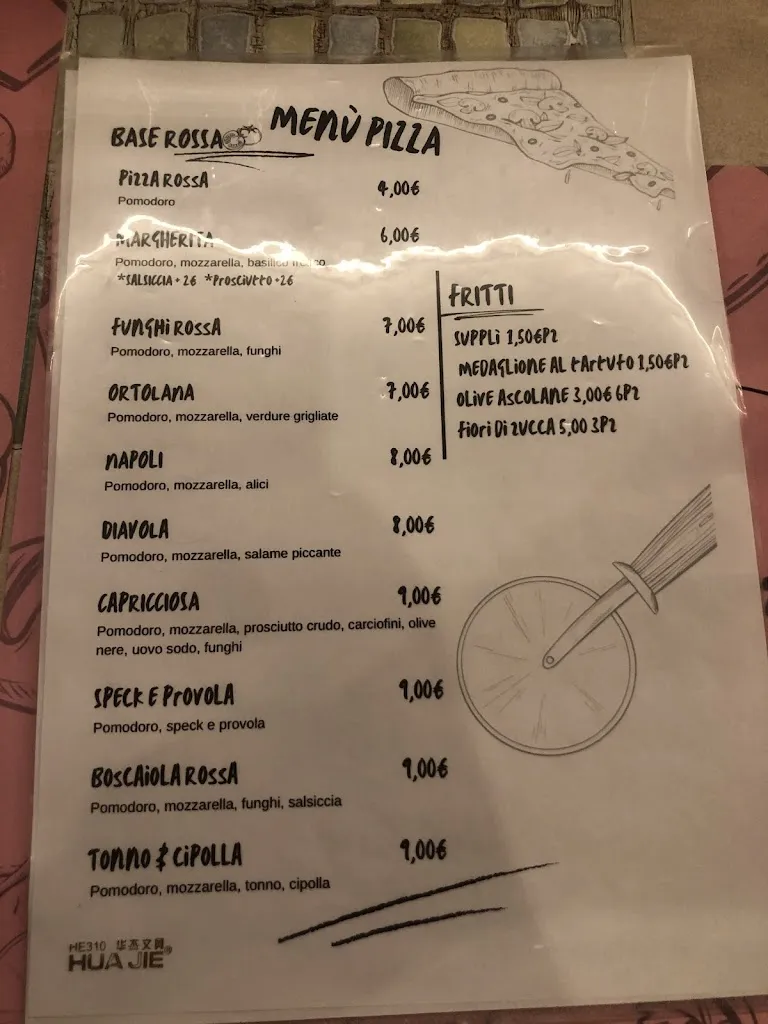 MENÙ PIZZA
BASE ROSSA
PIZZA ROSSA 4,00€
Pomodoro
MARGHERITA 6,00€
Pomodoro, mozzarella, basilico fresco
*SALSICCIA +2€ *PROSCIUTTO +2€
FUNGHI ROSSA 7,00€
Pomodoro, mozzarella, funghi
ORTOLANA 7,00€
Pomodoro, mozzarella, verdure grigliate
NAPOLI 8,00€
Pomodoro, mozzarella, alici
DIAVOLA 8,00€
Pomodoro, mozzarella, salame piccante
CAPRICCIOSA 9,00€
Pomodoro, mozzarella, prosciutto crudo, carciofini, olive
nere, uovo sodo, funghi
SPECK E PROVOLA 9,00€
Pomodoro, speck e provola
BOSCAIOLA ROSSA 9,00€
Pomodoro, mozzarella, funghi, salsiccia
TONNO & CIPOLLA 9,00€
Pomodoro, mozzarella, tonno, cipolla
FRITTI
SUPPLÌ 1,50€PZ
MEDAGLIONE AL TARTUFO 1,50€PZ
OLIVE ASCOLANE 3,00€ 6PZ
FIORI DI ZUCCA 5,00 3PZ
HE310 华杰文具®
HUA JIE